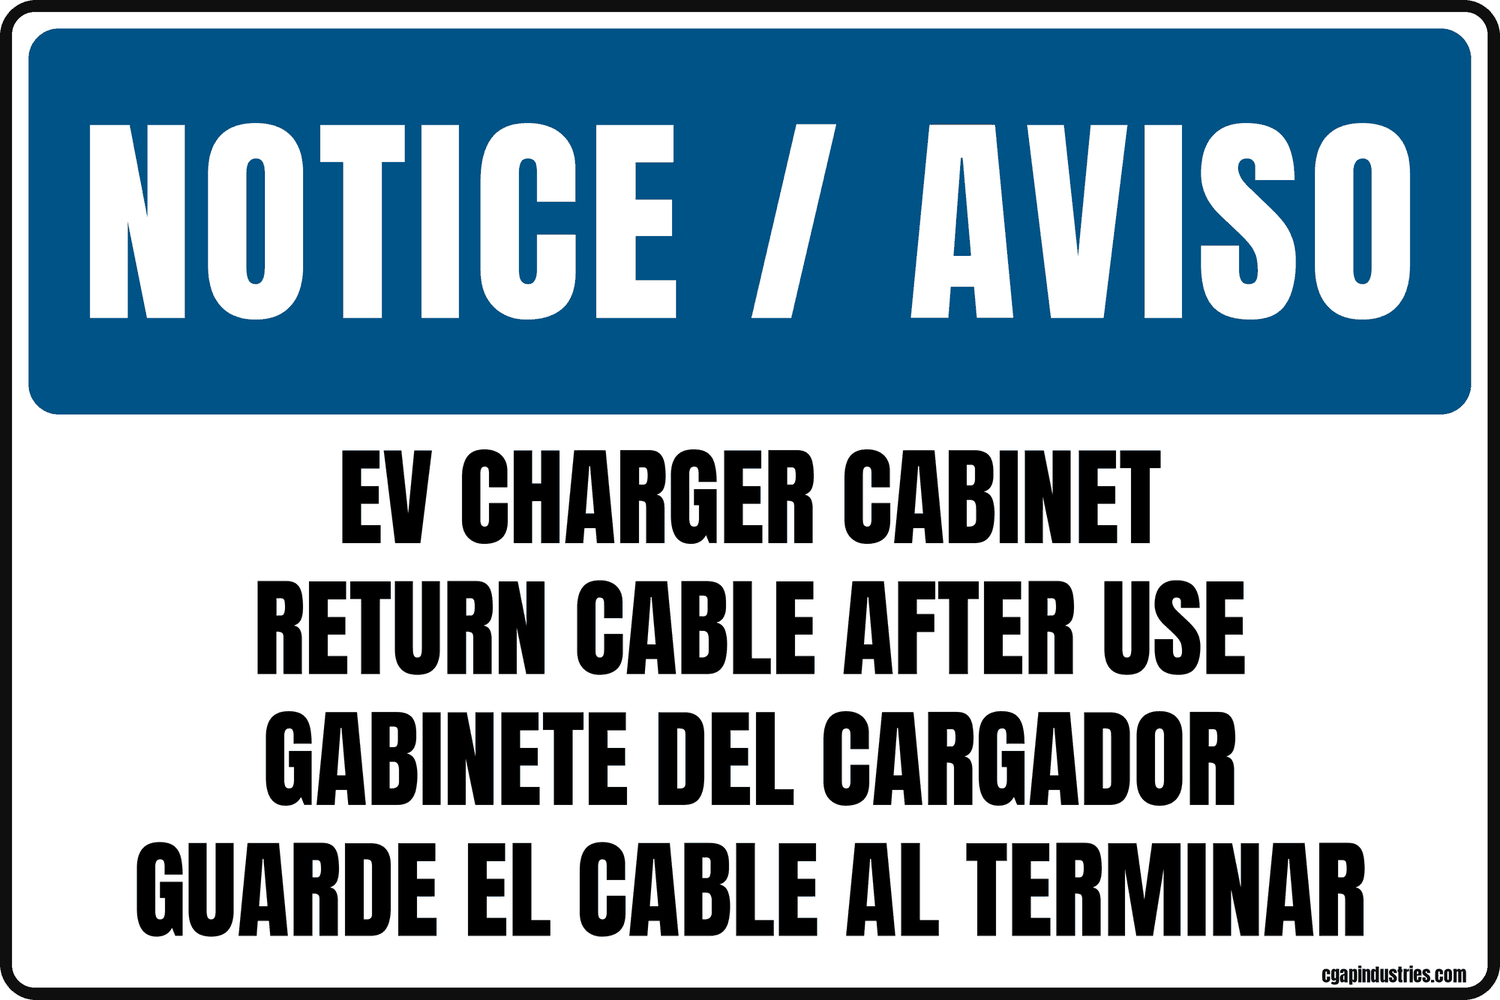 NOTICE / AVISO
EV CHARGER CABINET
RETURN CABLE AFTER USE
GABINETE DEL CARGADOR
GUARDE EL CABLE AL TERMINAR
cgapindustries.com